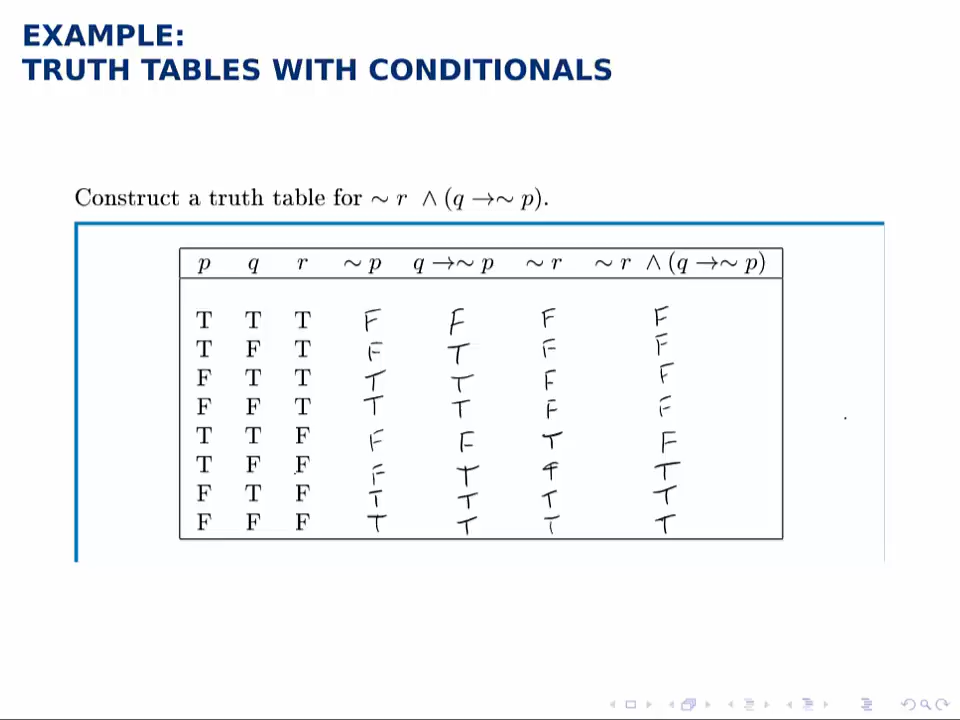 EXAMPLE:
TRUTH TABLES WITH CONDITIONALS
Construct a truth table for ∼ r ∧ (q →∼ p).
p q r ∼ p q →∼ p ∼ r ∼ r ∧ (q →∼ p)
T T T F F F F
T F T F T F F
F T T T T F F
F F T T T F F
T T F F F T F
T F F F T T
F T F T T T T
F F F T T T T